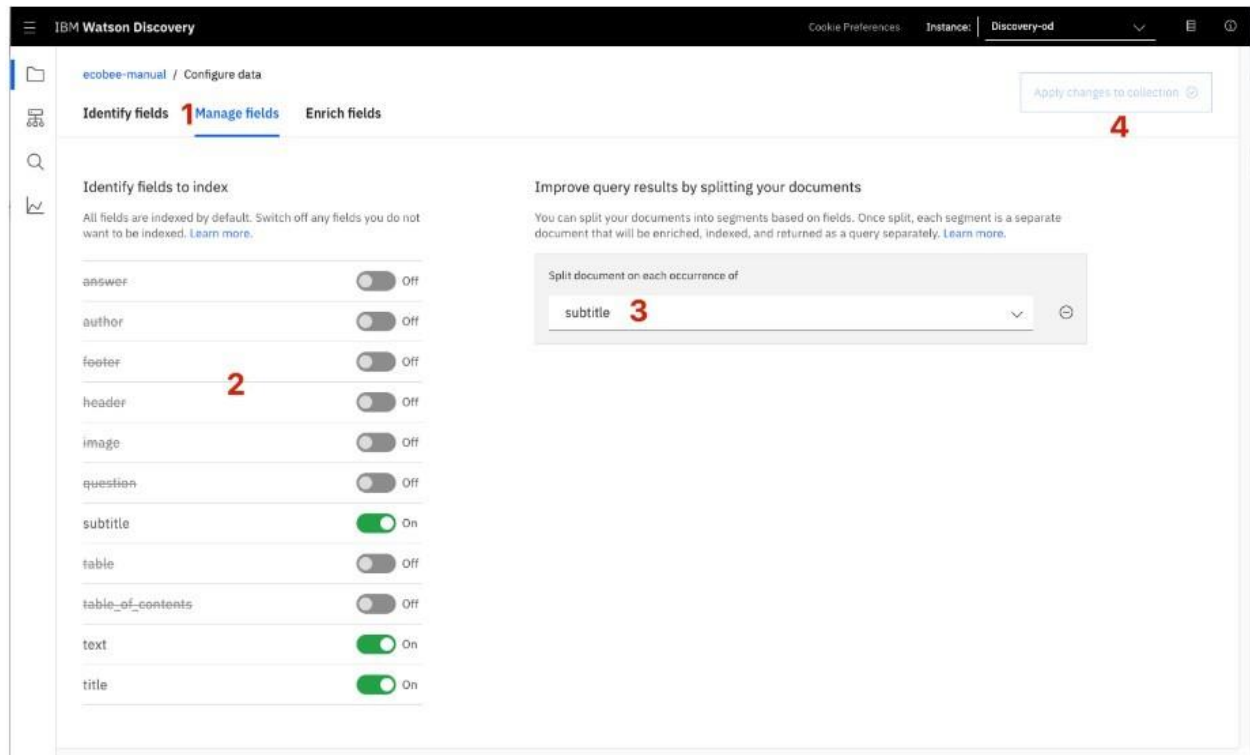 IBM Watson Discovery
Cookie Preferences
Instance:
Discovery-od
ecobee-manual / Configure data
Apply changes to collection
Identify fields
1
Manage fields
Enrich fields
4
Identify fields to index
All fields are indexed by default. Switch off any fields you do not
want to be indexed. Learn more.
answer Off
author Off
footer Off
2
header Off
image Off
question Off
subtitle On
table Off
table_of_contents Off
text On
title On
Improve query results by splitting your documents
You can split your documents into segments based on fields. Once split, each segment is a separate
document that will be enriched, indexed, and returned as a query separately. Learn more.
Split document on each occurrence of
subtitle 3